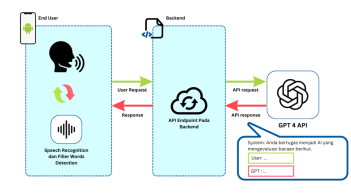 End User
Backend
User Request
API request
Response
API response
API Endpoint Pada
Backend
GPT 4 API
Speech Recognition
dan Filler Words
Detection
System: Anda bertugas menjadi AI yang
mengevaluasi bacaan berikut.
User: ...
GPT : ...